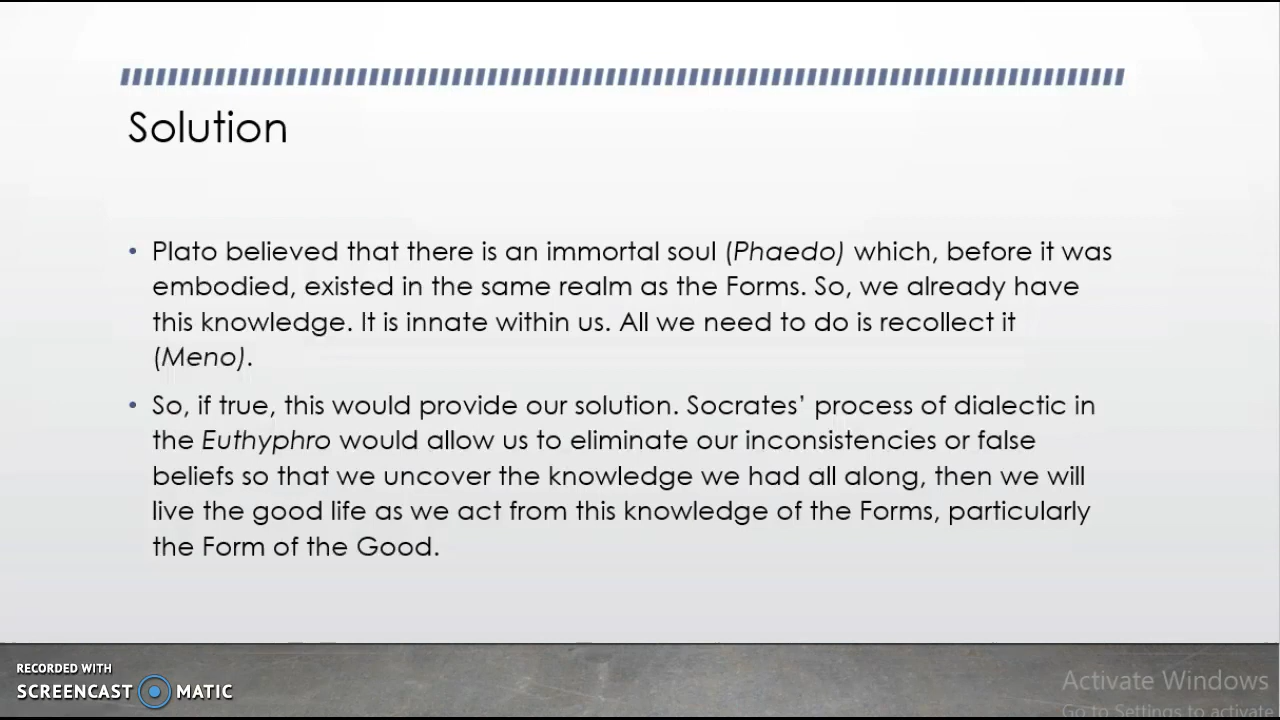 Solution
• Plato believed that there is an immortal soul (Phaedo) which, before it was
embodied, existed in the same realm as the Forms. So, we already have
this knowledge. It is innate within us. All we need to do is recollect it
(Meno).
• So, if true, this would provide our solution. Socrates’ process of dialectic in
the Euthyphro would allow us to eliminate our inconsistencies or false
beliefs so that we uncover the knowledge we had all along, then we will
live the good life as we act from this knowledge of the Forms, particularly
the Form of the Good.
RECORDED WITH
SCREENCAST MATIC
Activate Windows
Go to Settings to activate